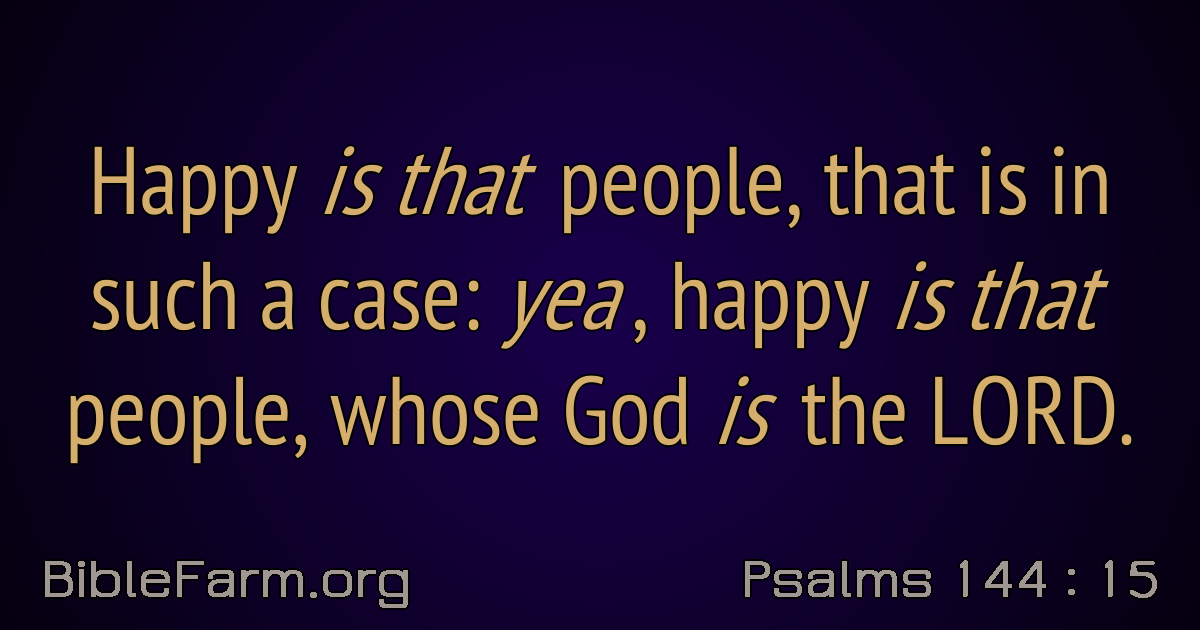 Happy is that people, that is in
such a case: yea, happy is that
people, whose God is the LORD.
BibleFarm.org
Psalms 144 : 15